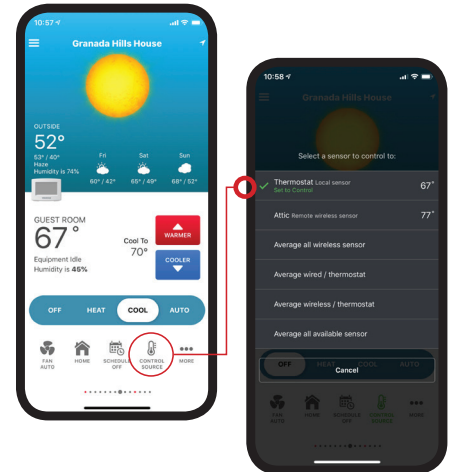 10:57
Granada Hills House
OUTSIDE
52°
53° / 40°
Haze
Humidity is 74%
Fri
60° / 42°
Sat
65° / 49°
Sun
68° / 52°
GUEST ROOM
67°
Equipment Idle
Humidity is 45%
Cool To
70°
WARMER
COOLER
OFF HEAT COOL AUTO
FAN
AUTO
HOME
SCHEDULE
OFF
CONTROL
SOURCE
MORE
10:58
Granada Hills House
Select a sensor to control to:
Thermostat Local sensor 67°
Set to Control
Attic Remote wireless sensor 77°
Average all wireless sensor
Average wired / thermostat
Average wireless / thermostat
Average all available sensor
OFF HEAT COOL AUTO
Cancel
FAN
AUTO
HOME
SCHEDULE
OFF
CONTROL
SOURCE
MORE